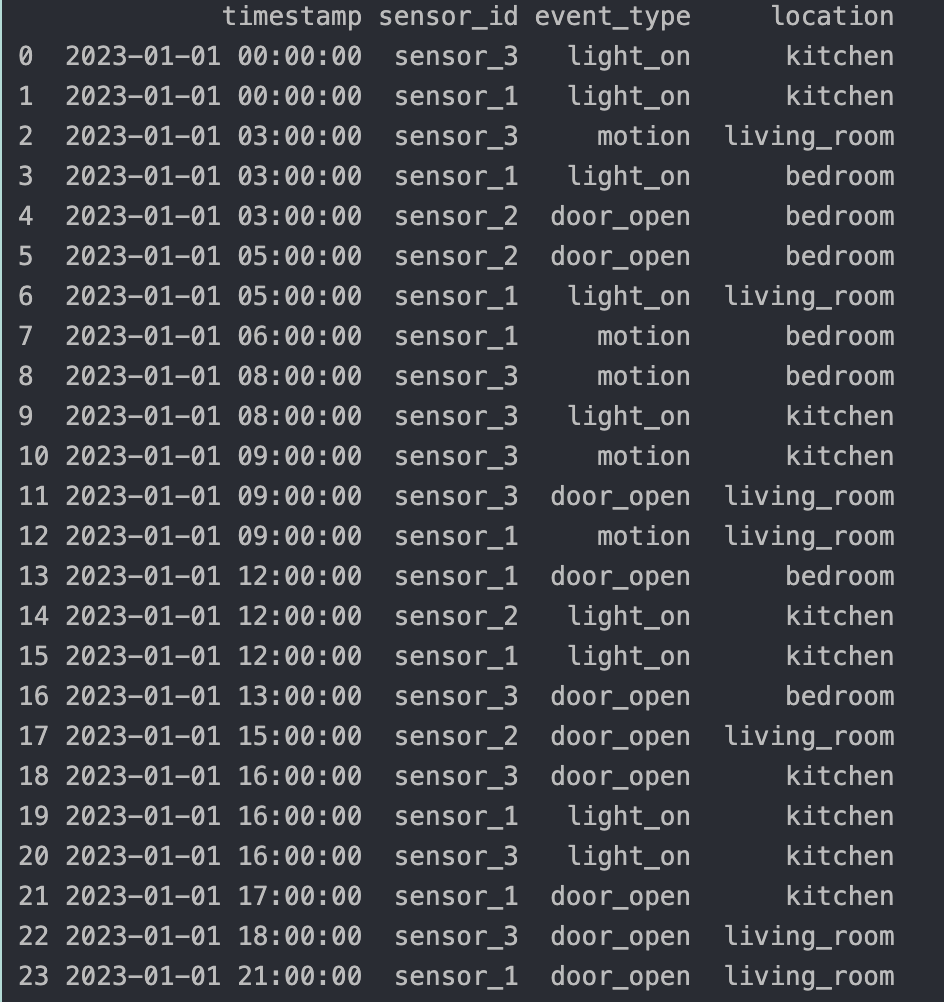 timestamp sensor_id event_type location
0 2023-01-01 00:00:00 sensor_3 light_on kitchen
1 2023-01-01 00:00:00 sensor_1 light_on kitchen
2 2023-01-01 03:00:00 sensor_3 motion living_room
3 2023-01-01 03:00:00 sensor_1 light_on bedroom
4 2023-01-01 03:00:00 sensor_2 door_open bedroom
5 2023-01-01 05:00:00 sensor_2 door_open bedroom
6 2023-01-01 05:00:00 sensor_1 light_on living_room
7 2023-01-01 06:00:00 sensor_1 motion bedroom
8 2023-01-01 08:00:00 sensor_3 motion bedroom
9 2023-01-01 08:00:00 sensor_3 light_on kitchen
10 2023-01-01 09:00:00 sensor_3 motion kitchen
11 2023-01-01 09:00:00 sensor_3 door_open living_room
12 2023-01-01 09:00:00 sensor_1 motion living_room
13 2023-01-01 12:00:00 sensor_1 door_open bedroom
14 2023-01-01 12:00:00 sensor_2 light_on kitchen
15 2023-01-01 12:00:00 sensor_1 light_on kitchen
16 2023-01-01 13:00:00 sensor_3 door_open bedroom
17 2023-01-01 15:00:00 sensor_2 door_open living_room
18 2023-01-01 16:00:00 sensor_3 door_open kitchen
19 2023-01-01 16:00:00 sensor_1 light_on kitchen
20 2023-01-01 16:00:00 sensor_3 light_on kitchen
21 2023-01-01 17:00:00 sensor_1 door_open kitchen
22 2023-01-01 18:00:00 sensor_3 door_open living_room
23 2023-01-01 21:00:00 sensor_1 door_open living_room